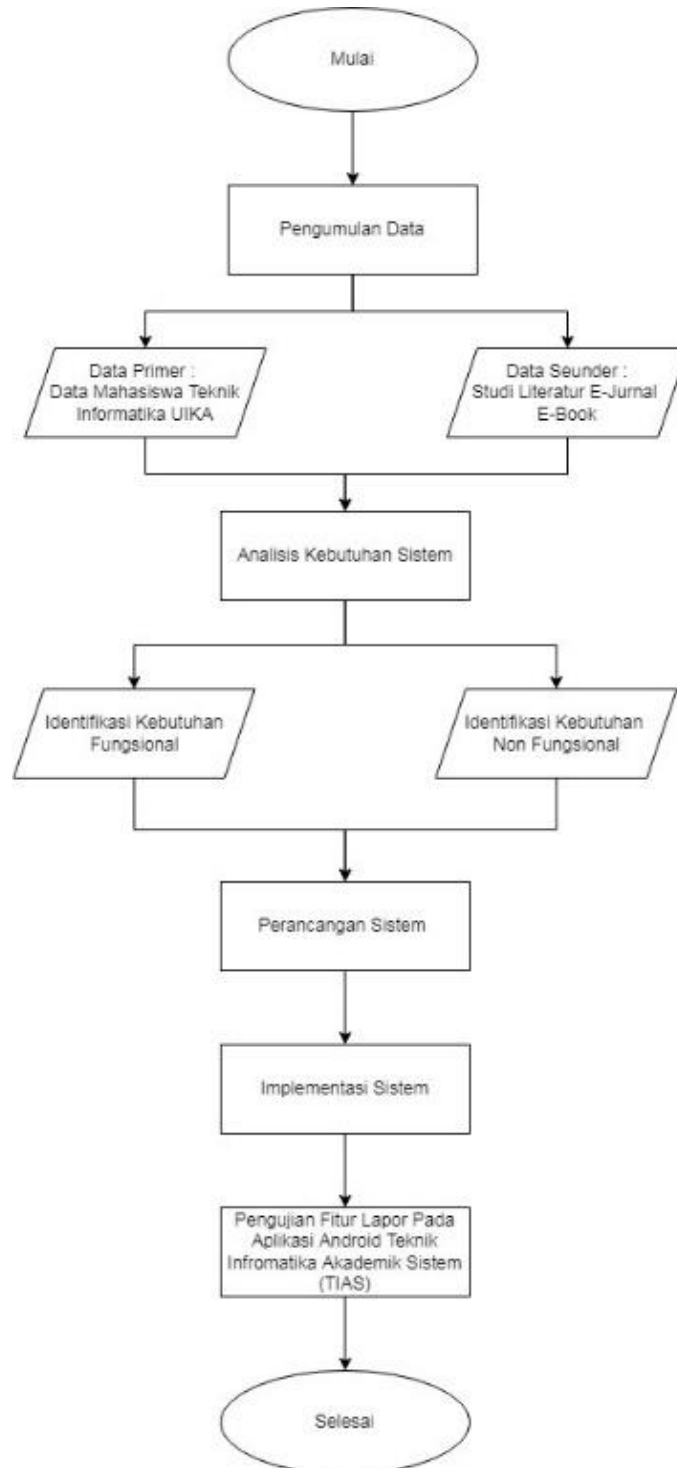 Mulai
Pengumulan Data
Data Primer :
Data Mahasiswa Teknik
Informatika UIKA
Data Seunder :
Studi Literatur E-Jurnal
E-Book
Analisis Kebutuhan Sistem
Identifikasi Kebutuhan
Fungsional
Identifikasi Kebutuhan
Non Fungsional
Perancangan Sistem
Implementasi Sistem
Pengujian Fitur Lapor Pada
Aplikasi Android Teknik
Infromatika Akademik Sistem
(TIAS)
Selesai